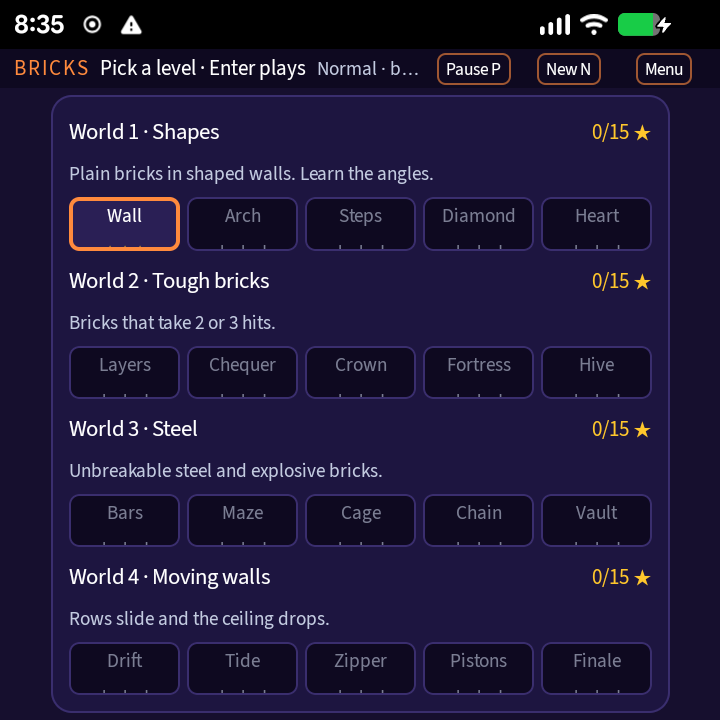 8:35
BRICKS Pick a level · Enter plays Normal · b… Pause P New N Menu
World 1 · Shapes 0/15 ★
Plain bricks in shaped walls. Learn the angles.
Wall Arch Steps Diamond Heart
World 2 · Tough bricks 0/15 ★
Bricks that take 2 or 3 hits.
Layers Chequer Crown Fortress Hive
World 3 · Steel 0/15 ★
Unbreakable steel and explosive bricks.
Bars Maze Cage Chain Vault
World 4 · Moving walls 0/15 ★
Rows slide and the ceiling drops.
Drift Tide Zipper Pistons Finale